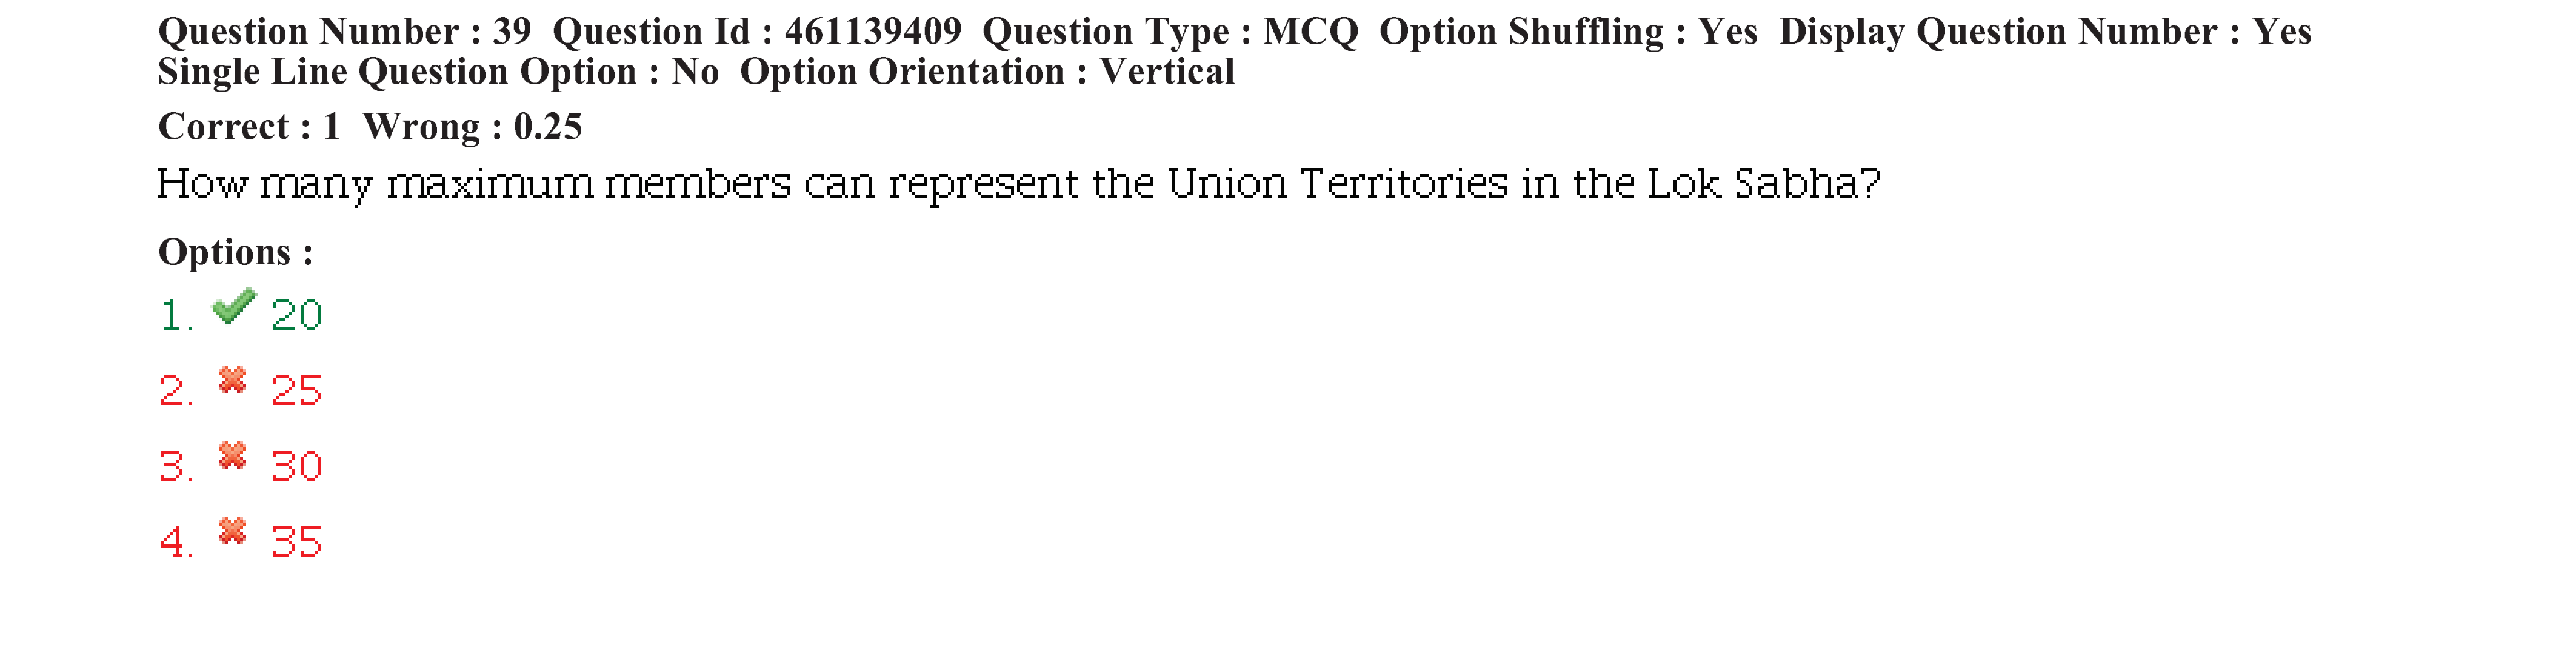 Question Number : 39 Question Id : 461139409 Question Type : MCQ Option Shuffling : Yes Display Question Number : Yes
Single Line Question Option : No Option Orientation : Vertical
Correct : 1 Wrong : 0.25
How many maximum members can represent the Union Territories in the Lok Sabha?
Options :
1. 20
2. 25
3. 30
4. 35